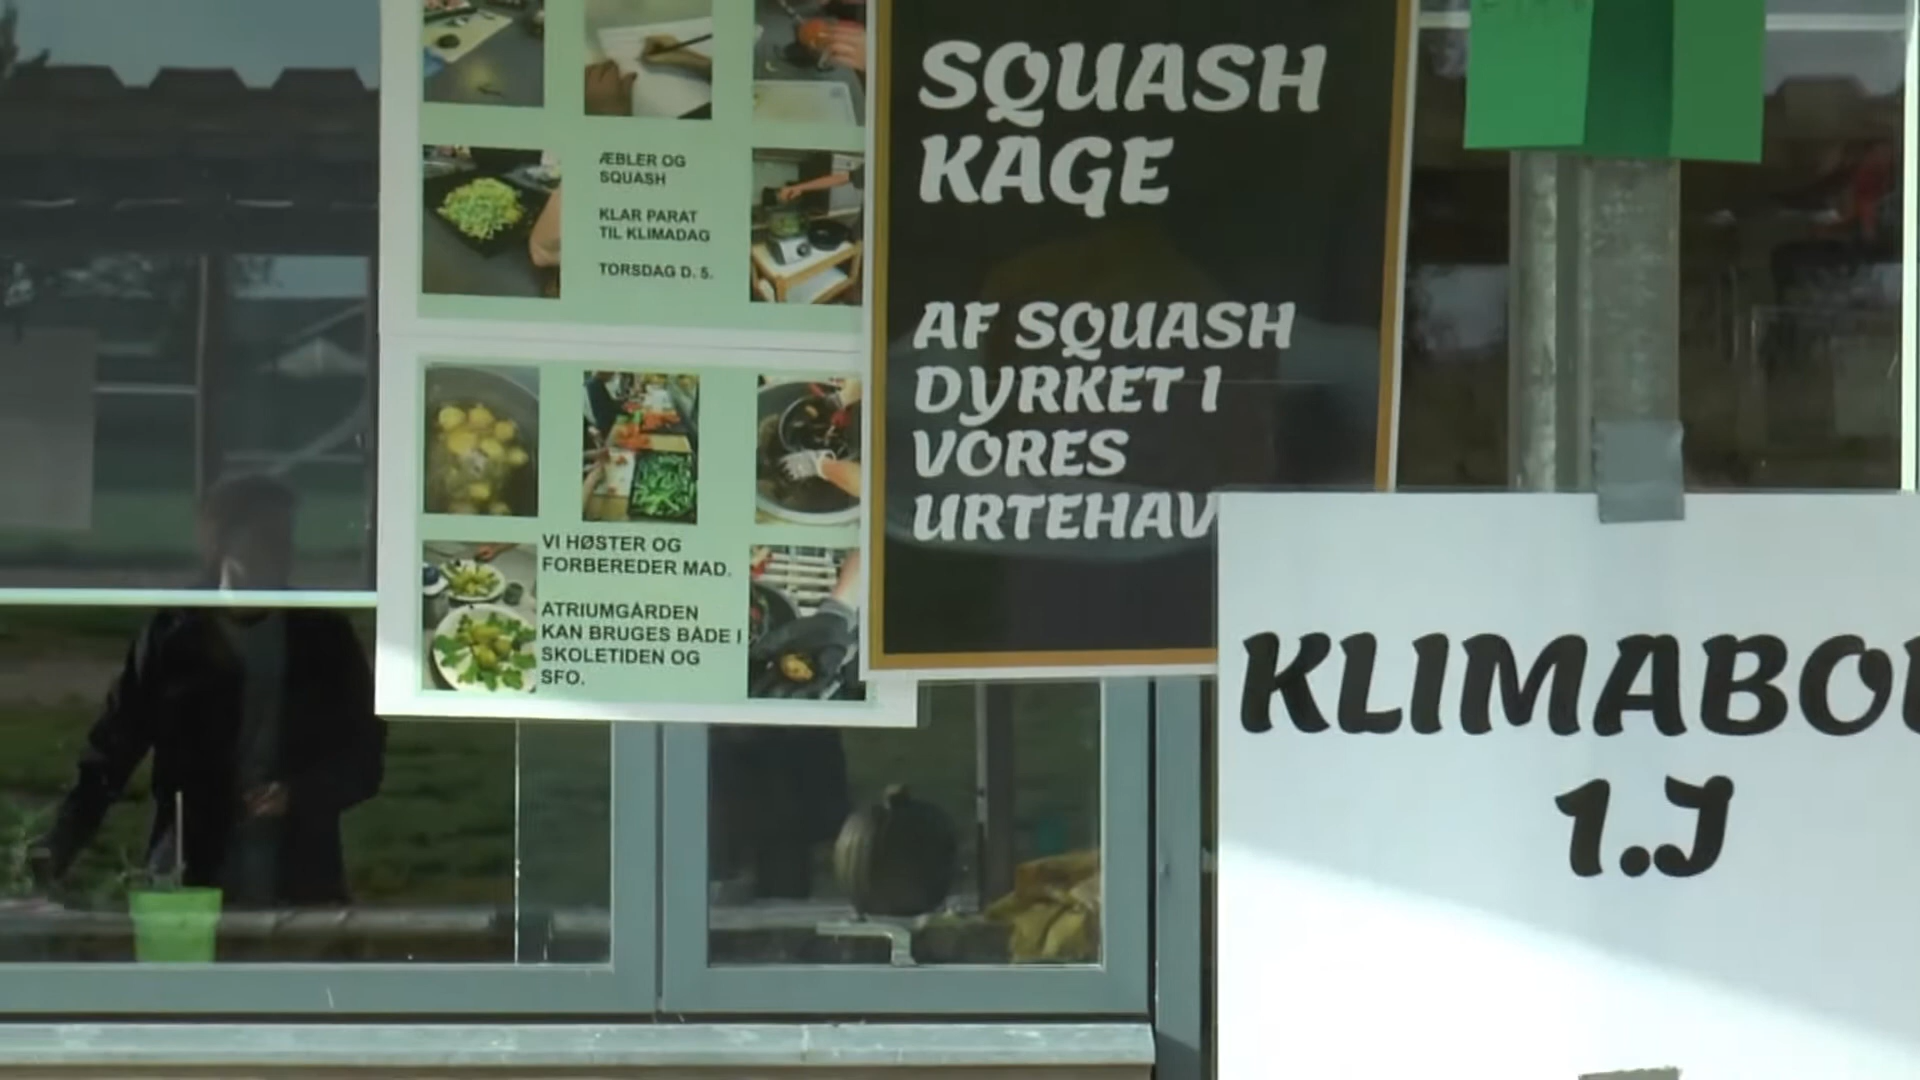 ÆBLER OG
SQUASH
KLAR PARAT
TIL KLIMADAG
TORSDAG D. 5.
VI HØSTER OG
FORBEREDER MAD.
ATRIUMGÅRDEN
KAN BRUGES BÅDE I
SKOLETIDEN OG
SFO.
SQUASH
KAGE
AF SQUASH
DYRKET I
VORES
URTEHAV
KLIMABO
1.J